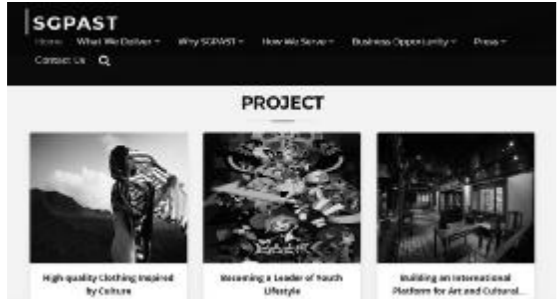 SGPAST
Home What We Deliver Why SGPAST How We Serve Business Opportunity Press
Contact Us
PROJECT
High quality Clothing Inspired
by Culture
Becoming a Leader of Youth
Lifestyle
Building an International
Platform for Art and Cultural...